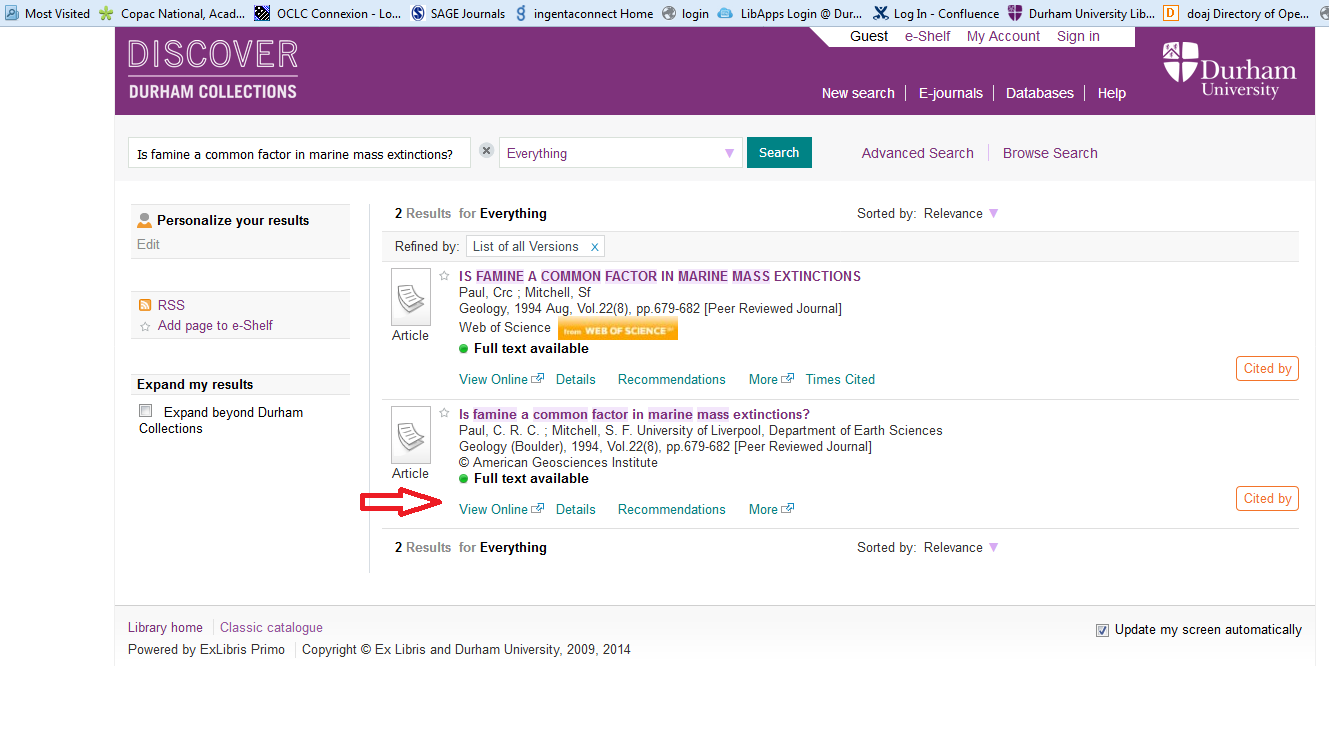 Most Visited Copac National, Acad... OCLC Connexion - Lo... SAGE Journals ingentaconnect Home login LibApps Login @ Dur... Log In - Confluence Durham University Lib... doaj Directory of Ope...
DISCOVER
DURHAM COLLECTIONS
Guest e-Shelf My Account Sign in
New search E-journals Databases Help
Durham
University
Is famine a common factor in marine mass extinctions? Everything Search Advanced Search Browse Search
Personalize your results
Edit
RSS
Add page to e-Shelf
Expand my results
Expand beyond Durham
Collections
2 Results for Everything Sorted by: Relevance
Refined by: List of all Versions x
IS FAMINE A COMMON FACTOR IN MARINE MASS EXTINCTIONS
Paul, Crc ; Mitchell, Sf
Geology, 1994 Aug, Vol.22(8), pp.679-682 [Peer Reviewed Journal]
Web of Science from WEB OF SCIENCE
Article
Full text available
View Online Details Recommendations More Times Cited
Cited by
Is famine a common factor in marine mass extinctions?
Paul, C. R. C. ; Mitchell, S. F. University of Liverpool, Department of Earth Sciences
Geology (Boulder), 1994, Vol.22(8), pp.679-682 [Peer Reviewed Journal]
© American Geosciences Institute
Article
Full text available
View Online Details Recommendations More
Cited by
2 Results for Everything Sorted by: Relevance
Library home Classic catalogue
Update my screen automatically
Powered by ExLibris Primo Copyright © Ex Libris and Durham University, 2009, 2014